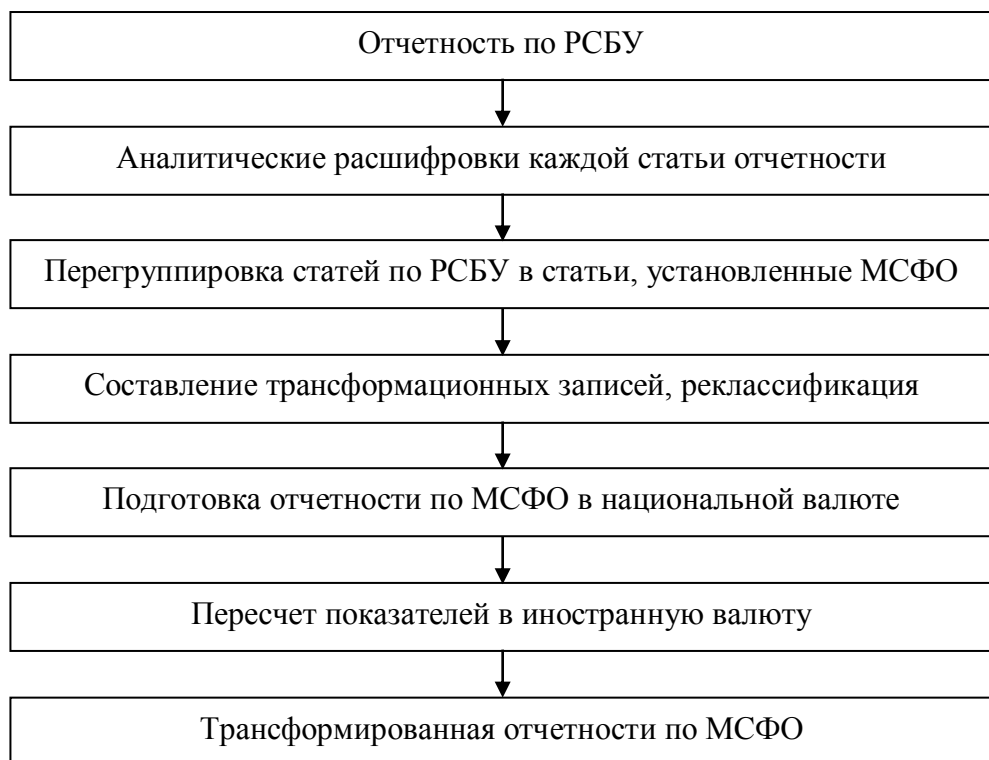 Отчетность по РСБУ
Аналитические расшифровки каждой статьи отчетности
Перегруппировка статей по РСБУ в статьи, установленные МСФО
Составление трансформационных записей, реклассификация
Подготовка отчетности по МСФО в национальной валюте
Пересчет показателей в иностранную валюту
Трансформированная отчетности по МСФО